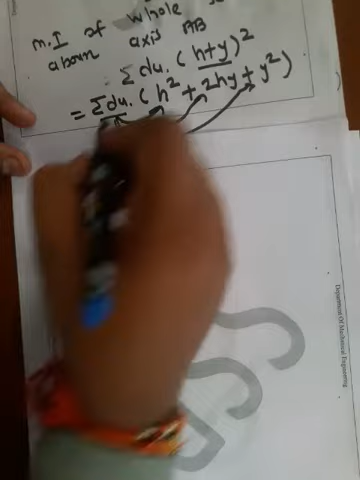 M.I of whole
about axis AB
Σ du. (h+y)²
= Σ du. (h² + 2hy + y²)
Department Of Mechanical Engineering